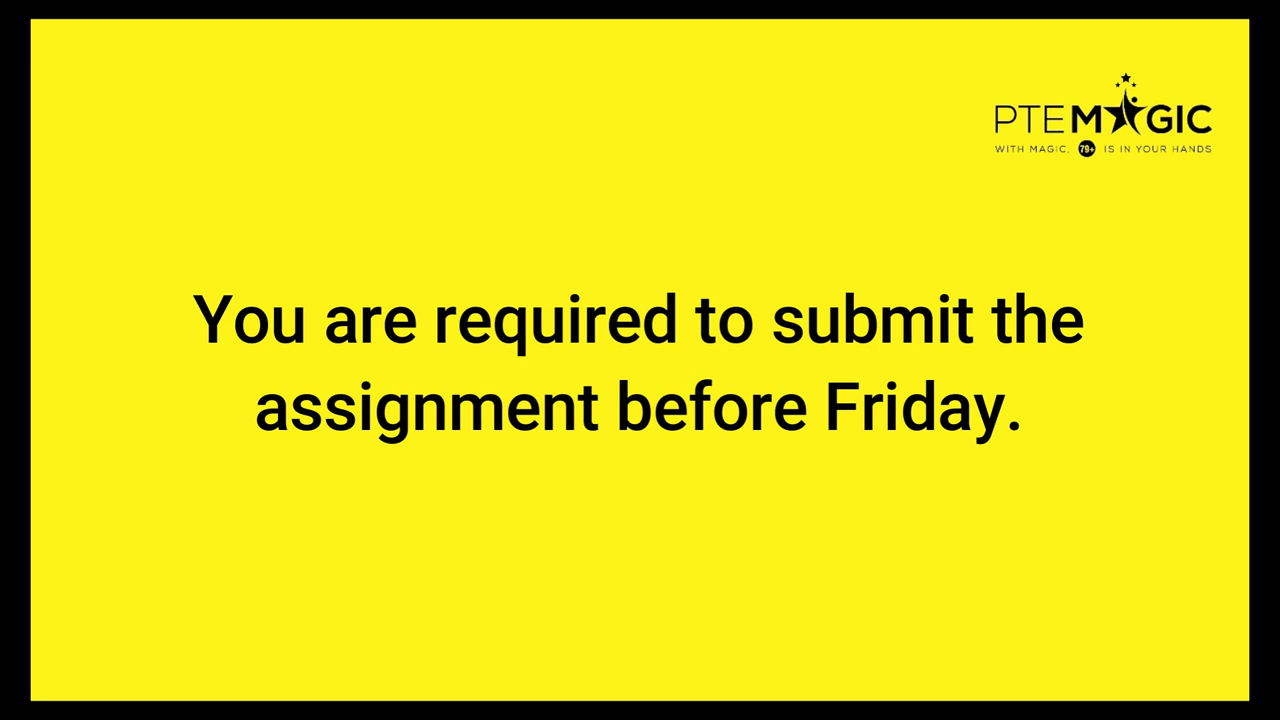 PTEMAGIC
WITH MAGIC, 79+ IS IN YOUR HANDS
You are required to submit the
assignment before Friday.